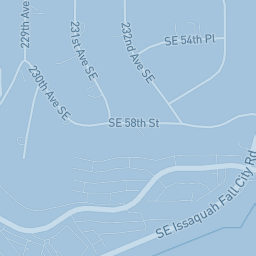 229th Ave
231st Ave SE
232nd Ave SE
SE 54th Pl
230th Ave SE
SE 58th St
SE Issaquah Fall City Rd